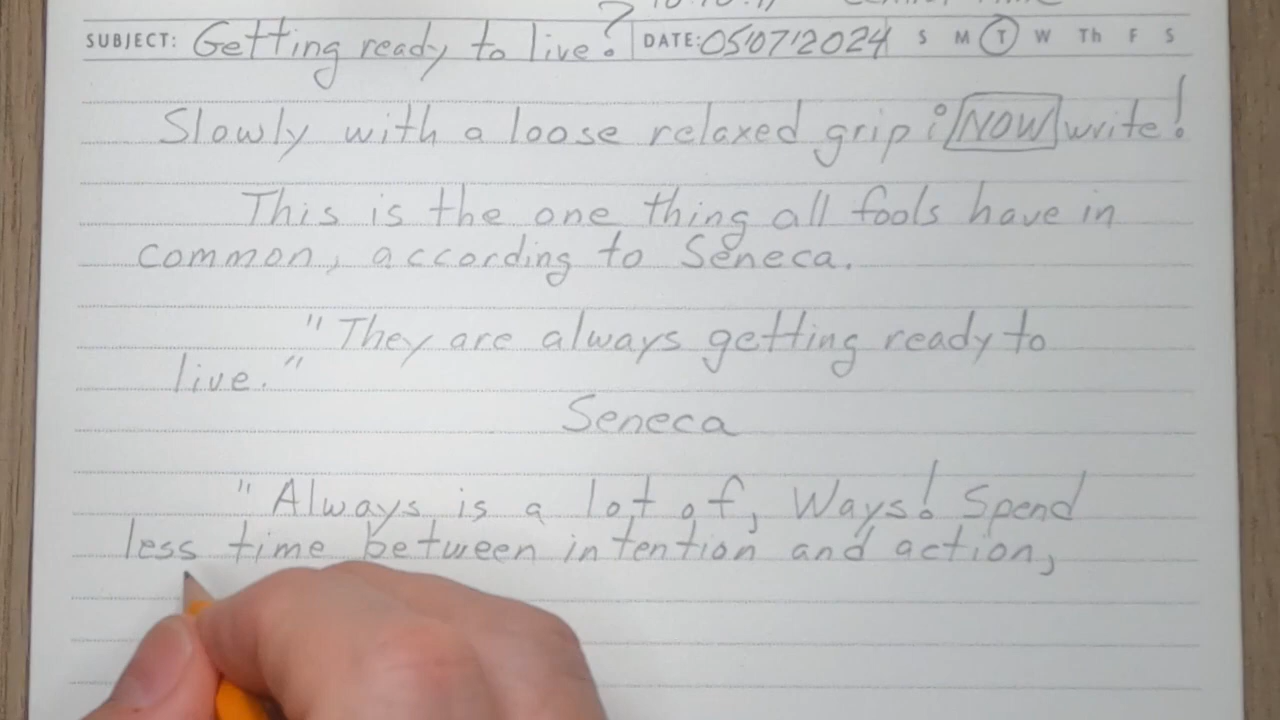 SUBJECT: Getting ready to live? DATE: 05/07/2024 S M T W Th F S
Slowly with a loose relaxed grip ; NOW write!
This is the one thing all fools have in
common, according to Seneca.
"They are always getting ready to
live."
Seneca
"Always is a lot of, Ways! Spend
less time between intention and action,